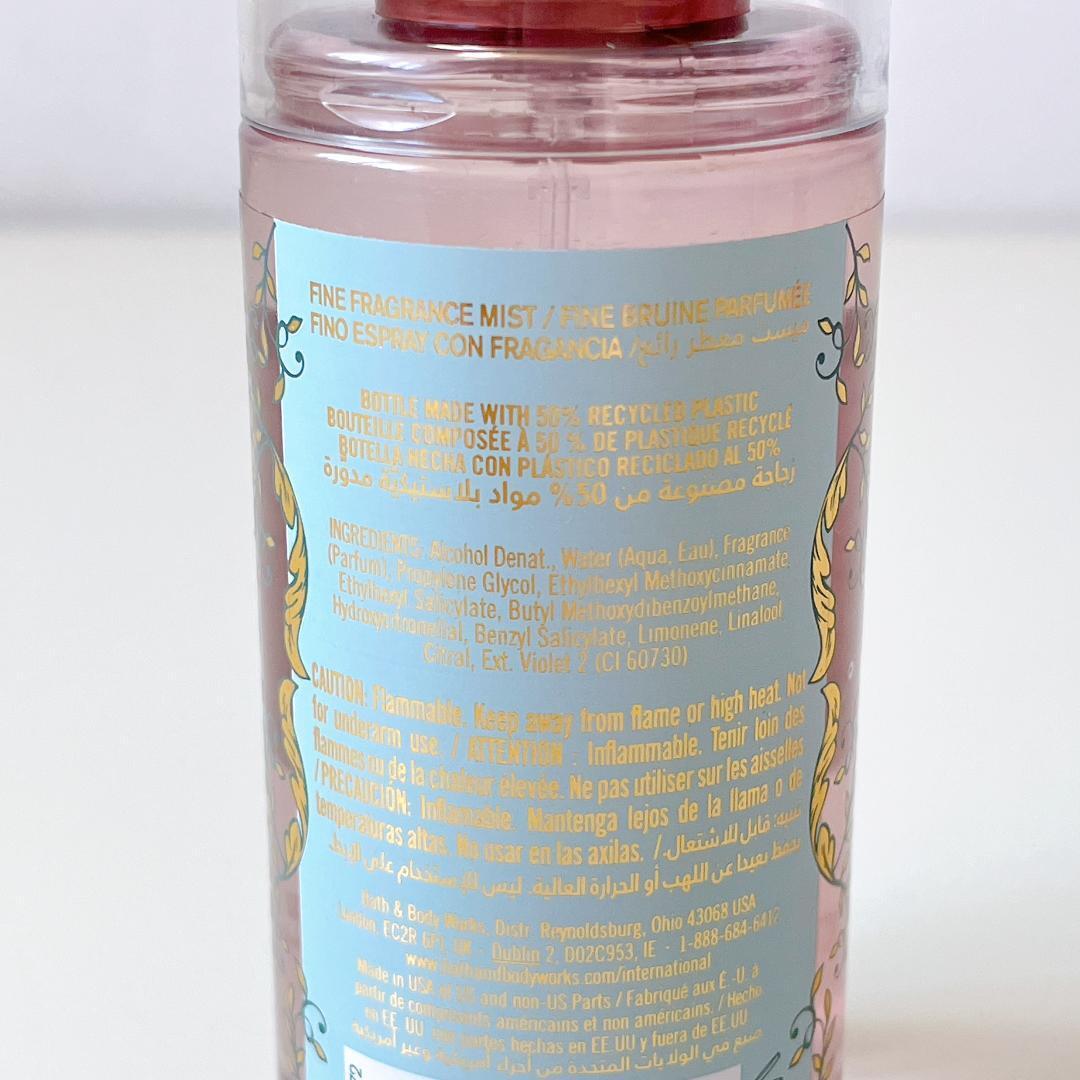 FINE FRAGRANCE MIST / FINE BRUINE PARFUMÉE
FINO ESPRAY CON FRAGANCIA / ميست معطر رائع
BOTTLE MADE WITH 50% RECYCLED PLASTIC
BOUTEILLE COMPOSÉE À 50 % DE PLASTIQUE RECYCLÉ
BOTELLA HECHA CON PLÁSTICO RECICLADO AL 50%
زجاجة مصنوعة من 50% مواد بلاستيكية مدورة
INGREDIENTS: Alcohol Denat., Water (Aqua, Eau), Fragrance
(Parfum), Propylene Glycol, Ethylhexyl Methoxycinnamate,
Ethylhexyl Salicylate, Butyl Methoxydibenzoylmethane,
Hydroxycitronellal, Benzyl Salicylate, Limonene, Linalool,
Citral, Ext. Violet 2 (CI 60730)
CAUTION: Flammable. Keep away from flame or high heat. Not
for underarm use. / ATTENTION : Inflammable. Tenir loin des
flammes ou de la chaleur élevée. Ne pas utiliser sur les aisselles
/ PRECAUCIÓN: Inflamable. Mantenga lejos de la llama o de
temperaturas altas. No usar en las axilas. / تنبيه: قابل للاشتعال.
يحفظ بعيدا عن اللهب أو الحرارة العالية. ليس للإستخدام على الإبط.
Bath & Body Works, Distr. Reynoldsburg, Ohio 43068 USA
London, EC2R 6PJ, UK - Dublin 2, D02C953, IE - 1-888-684-6412
www.bathandbodyworks.com/international
Made in USA of US and non-US Parts / Fabriqué aux É.-U. à
partir de composants américains et non américains. / Hecho
en EE. UU. con partes hechas en EE UU y fuera de EE UU
صنع في الولايات المتحدة من أجزاء أمريكية وغير أمريكية
72